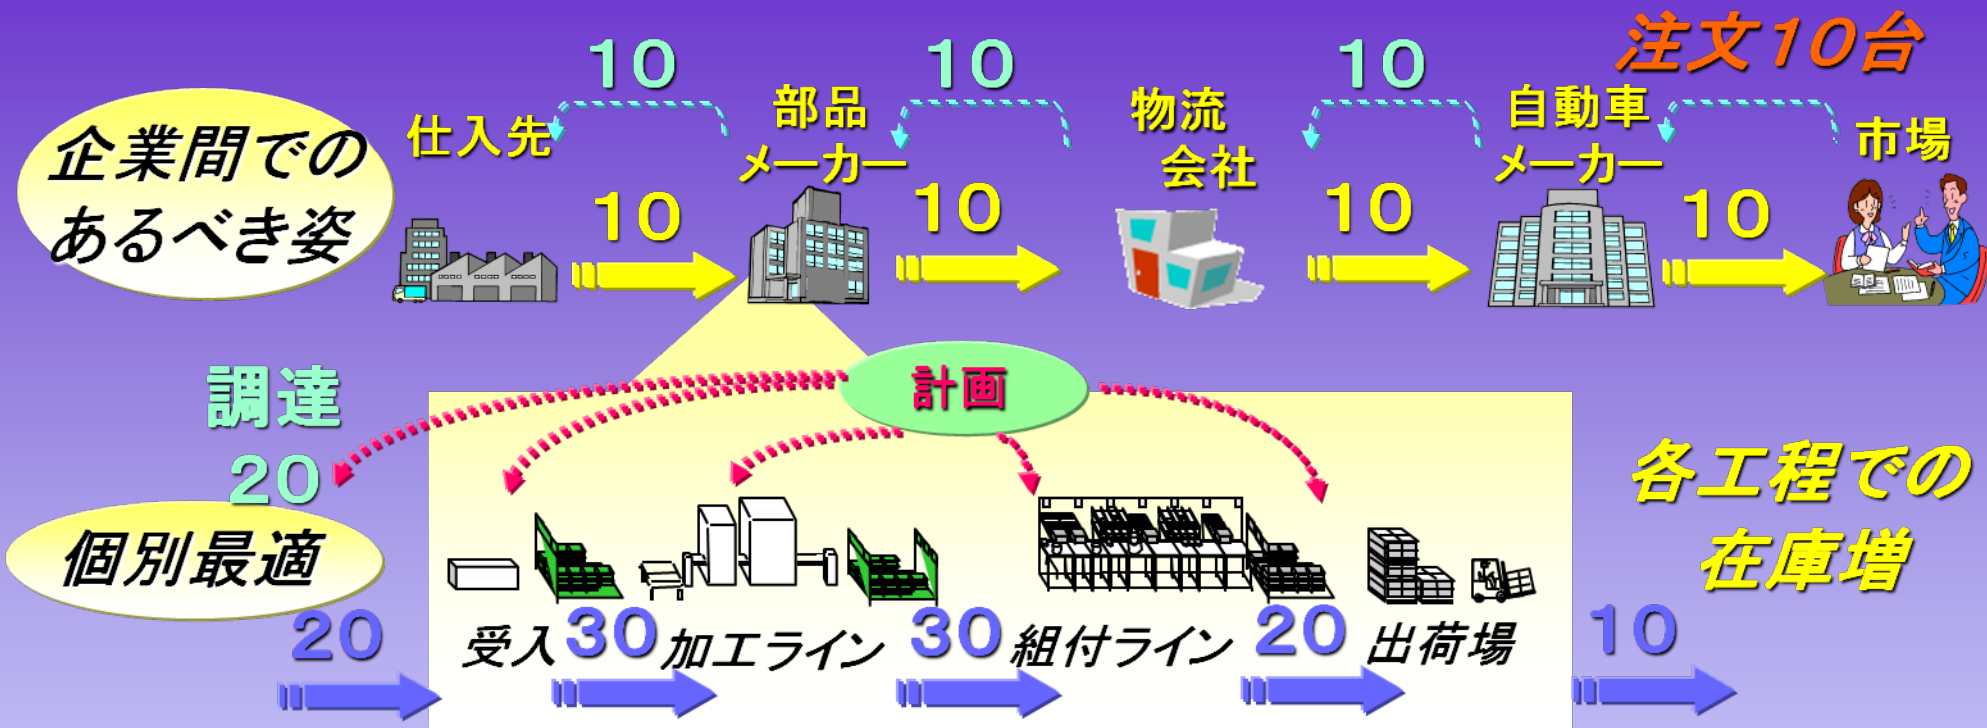 注文10台
10
10
10
企業間での
あるべき姿
仕入先
部品
メーカー
物流
会社
自動車
メーカー
市場
10
10
10
10
計画
調達
20
個別最適
各工程での
在庫増
20
受入
30
加工ライン
30
組付ライン
20
出荷場
10